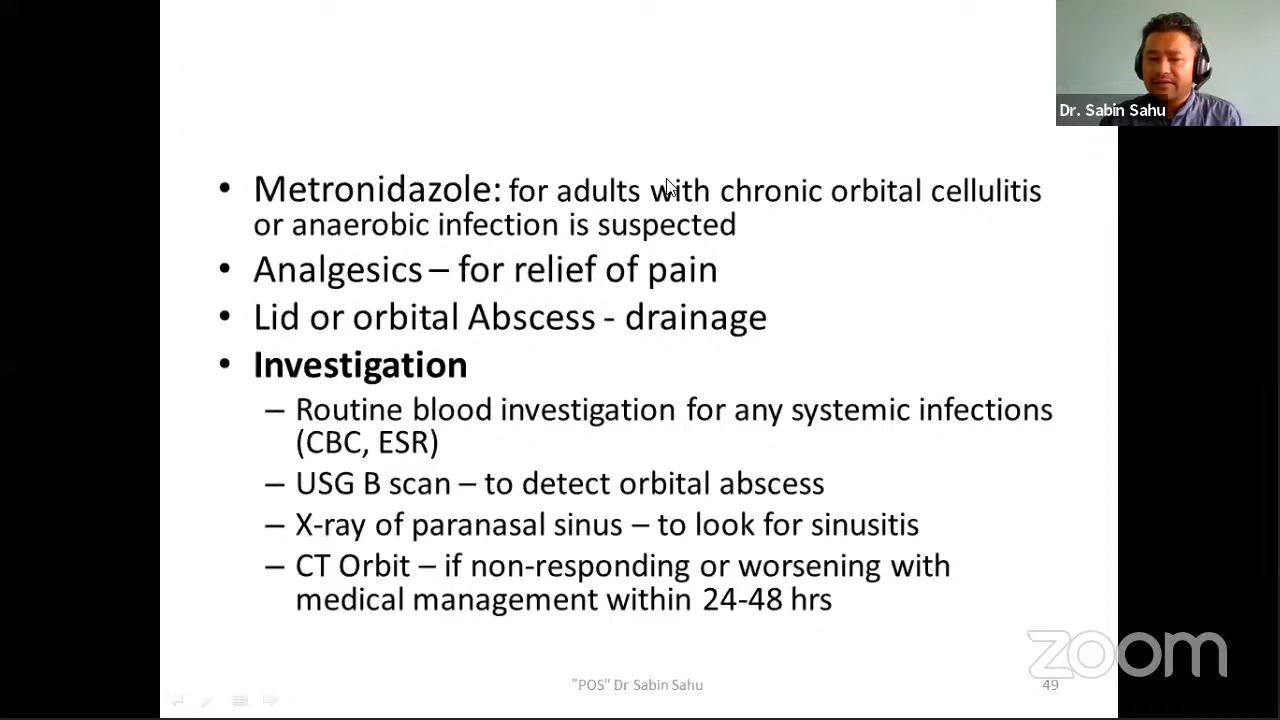 Dr. Sabin Sahu
• Metronidazole: for adults with chronic orbital cellulitis
or anaerobic infection is suspected
• Analgesics – for relief of pain
• Lid or orbital Abscess - drainage
• Investigation
– Routine blood investigation for any systemic infections
(CBC, ESR)
– USG B scan – to detect orbital abscess
– X-ray of paranasal sinus – to look for sinusitis
– CT Orbit – if non-responding or worsening with
medical management within 24-48 hrs
zoom
"POS" Dr Sabin Sahu
49